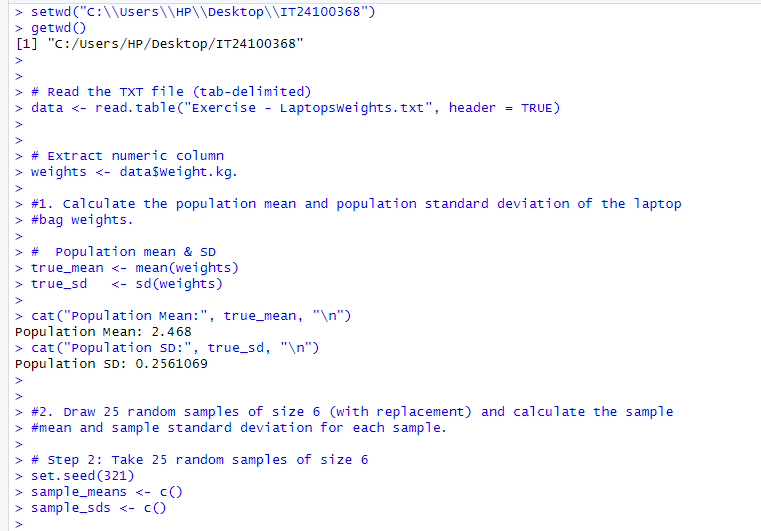 > setwd("C:\\Users\\HP\\Desktop\\IT24100368")
> getwd()
[1] "C:/Users/HP/Desktop/IT24100368"
>
>
> # Read the TXT file (tab-delimited)
> data <- read.table("Exercise - LaptopsWeights.txt", header = TRUE)
>
>
> # Extract numeric column
> weights <- data$Weight.kg.
>
> #1. Calculate the population mean and population standard deviation of the laptop
> #bag weights.
>
> #  Population mean & SD
> true_mean <- mean(weights)
> true_sd   <- sd(weights)
>
> cat("Population Mean:", true_mean, "\n")
Population Mean: 2.468
> cat("Population SD:", true_sd, "\n")
Population SD: 0.2561069
>
>
> #2. Draw 25 random samples of size 6 (with replacement) and calculate the sample
> #mean and sample standard deviation for each sample.
>
> # Step 2: Take 25 random samples of size 6
> set.seed(321)
> sample_means <- c()
> sample_sds <- c()
>